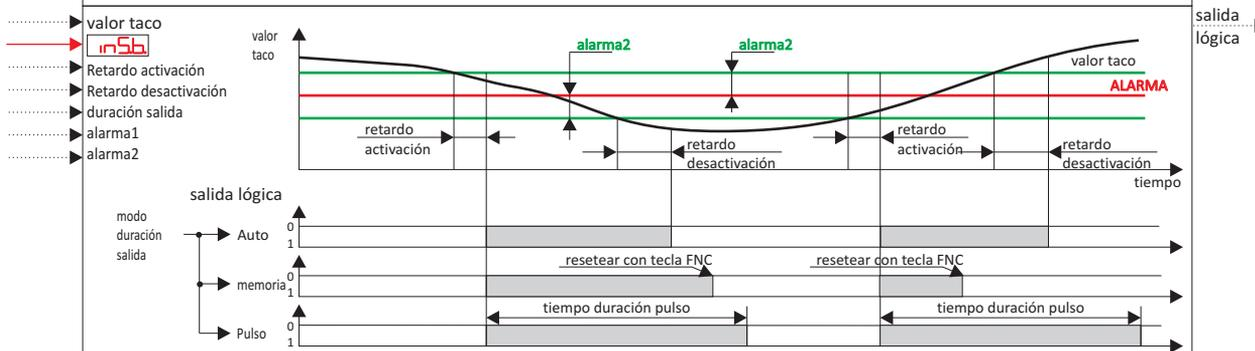 valor taco
inSb.
Retardo activación
Retardo desactivación
duración salida
alarma1
alarma2
salida
lógica
valor
taco
alarma2
alarma2
valor taco
ALARMA
retardo
activación
retardo
desactivación
retardo
activación
retardo
desactivación
tiempo
salida lógica
modo
duración
salida
Auto
0
1
resetear con tecla FNC
resetear con tecla FNC
memoria
0
1
tiempo duración pulso
tiempo duración pulso
Pulso
0
1